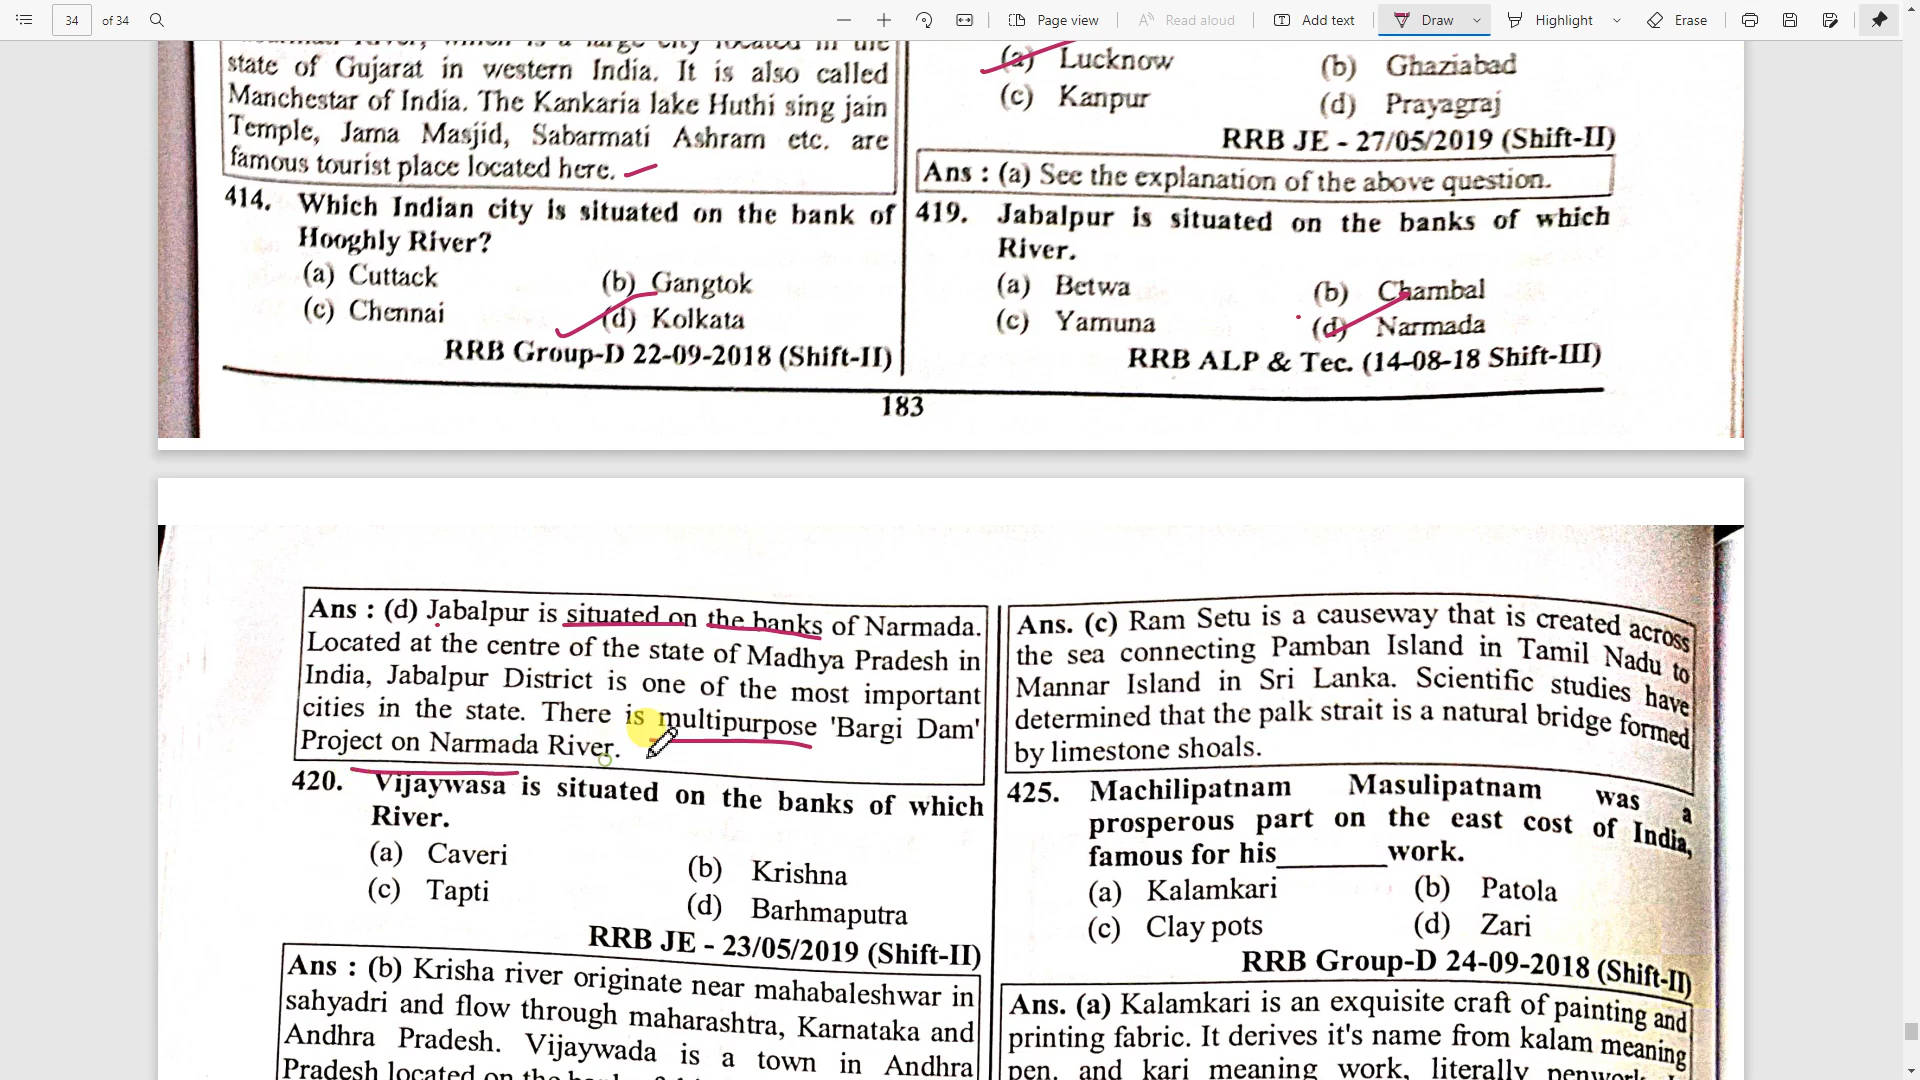 34 of 34
Page view
Read aloud
Add text
Draw
Highlight
Erase
state of Gujarat in western India. It is also called
Manchestar of India. The Kankaria lake Huthi sing jain
Temple, Jama Masjid, Sabarmati Ashram etc. are
famous tourist place located here.
414. Which Indian city is situated on the bank of
Hooghly River?
(a) Cuttack (b) Gangtok
(c) Chennai (d) Kolkata
RRB Group-D 22-09-2018 (Shift-II)
(a) Lucknow (b) Ghaziabad
(c) Kanpur (d) Prayagraj
RRB JE - 27/05/2019 (Shift-II)
Ans : (a) See the explanation of the above question.
419. Jabalpur is situated on the banks of which
River.
(a) Betwa (b) Chambal
(c) Yamuna (d) Narmada
RRB ALP & Tec. (14-08-18 Shift-III)
183
Ans : (d) Jabalpur is situated on the banks of Narmada.
Located at the centre of the state of Madhya Pradesh in
India, Jabalpur District is one of the most important
cities in the state. There is multipurpose 'Bargi Dam'
Project on Narmada River.
420. Vijaywasa is situated on the banks of which
River.
(a) Caveri (b) Krishna
(c) Tapti (d) Barhmaputra
RRB JE - 23/05/2019 (Shift-II)
Ans : (b) Krisha river originate near mahabaleshwar in
sahyadri and flow through maharashtra, Karnataka and
Andhra Pradesh. Vijaywada is a town in Andhra
Pradesh located on the
Ans. (c) Ram Setu is a causeway that is created across
the sea connecting Pamban Island in Tamil Nadu to
Mannar Island in Sri Lanka. Scientific studies have
determined that the palk strait is a natural bridge formed
by limestone shoals.
425. Machilipatnam Masulipatnam was a
prosperous part on the east cost of India,
famous for his________work.
(a) Kalamkari (b) Patola
(c) Clay pots (d) Zari
RRB Group-D 24-09-2018 (Shift-II)
Ans. (a) Kalamkari is an exquisite craft of painting and
printing fabric. It derives it's name from kalam meaning
pen, and kari meaning work, literally penwork.